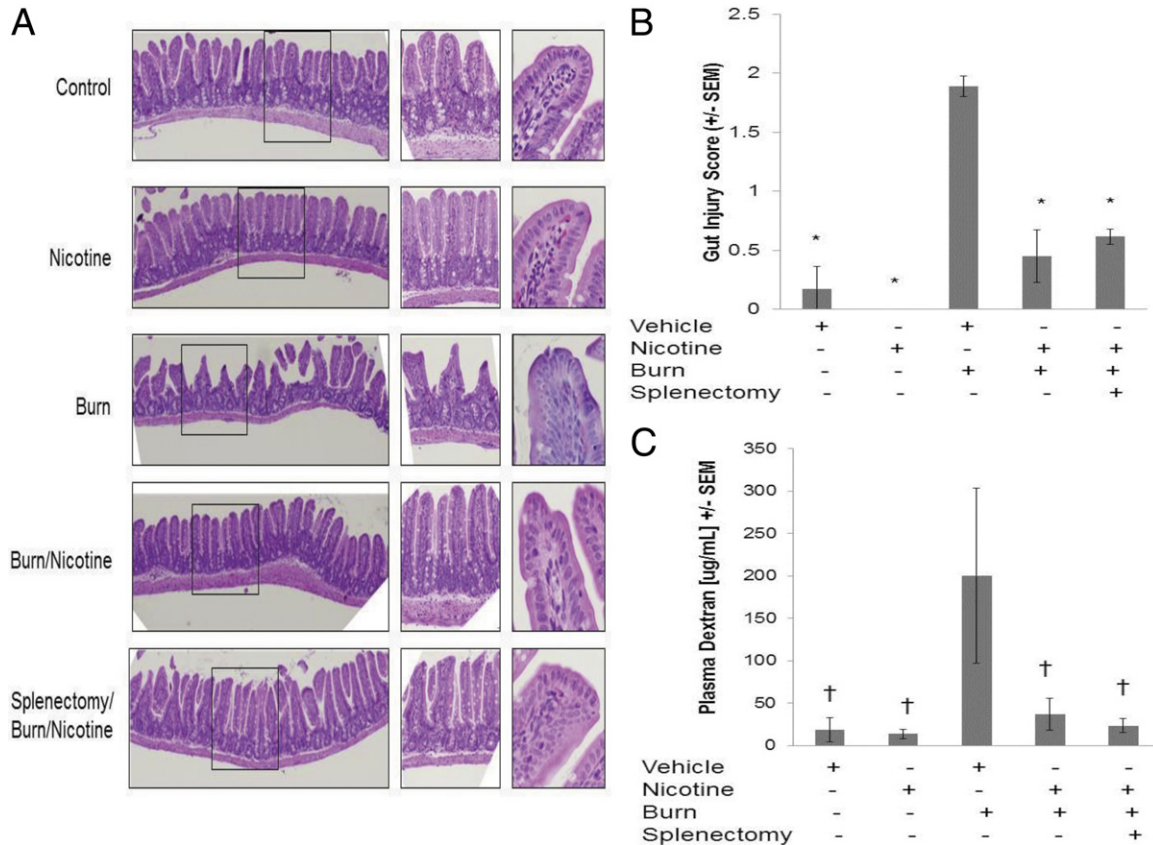 A
Control
Nicotine
Burn
Burn/Nicotine
Splenectomy/
Burn/Nicotine
B
Gut Injury Score (+/- SEM)
2.5
2
1.5
1
0.5
0
* * * *
Vehicle + - + - -
Nicotine - + - + +
Burn - - + + +
Splenectomy - - - - +
C
Plasma Dextran [ug/mL] +/- SEM
350
300
250
200
150
100
50
0
† † † †
Vehicle + - + - -
Nicotine - + - + +
Burn - - + + +
Splenectomy - - - - +